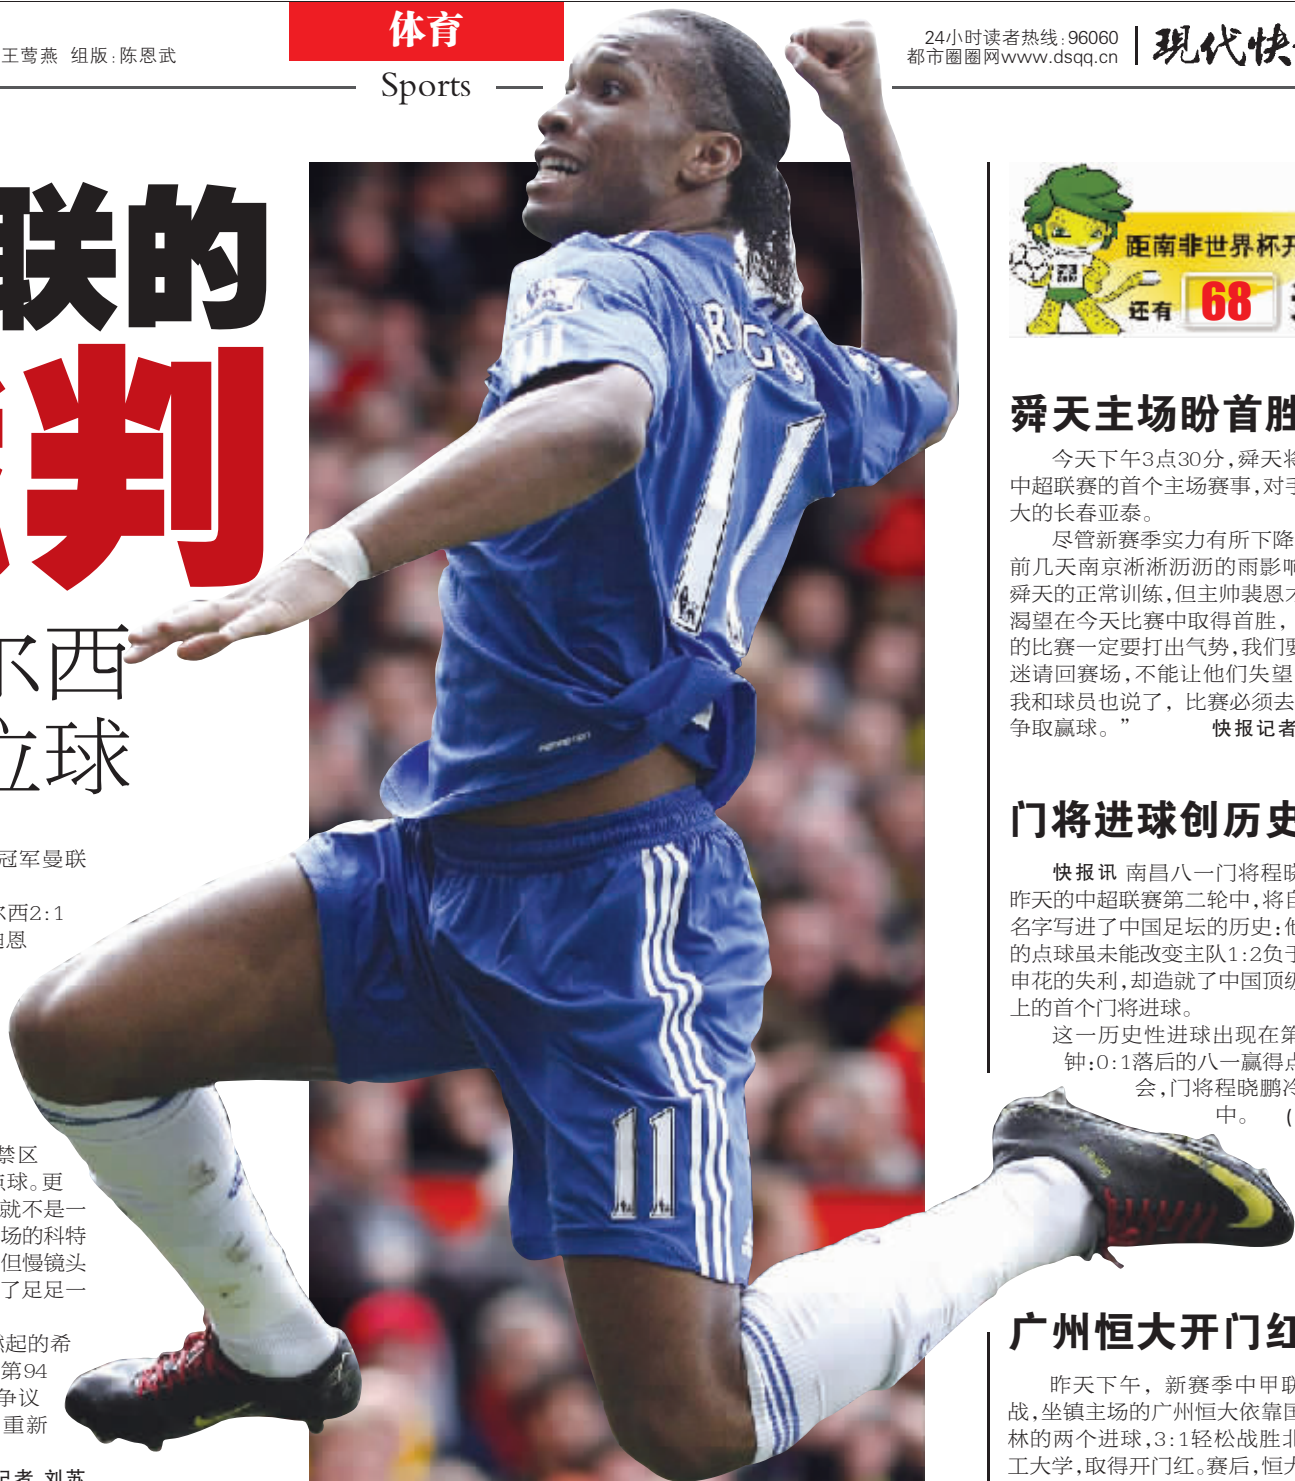 王莺燕 组版:陈恩武
体育
Sports
24小时读者热线:96060
都市圈圈网www.dsqq.cn
现代快
联的
判
尔西
位球
冠军曼联
尔西2:1
迪恩
禁区
点球。更
就不是一
场的科特
但慢镜头
了足足一
燃起的希
第94
争议
重新
记者 刘苏
11
11
距南非世界杯开
还有 68 天
舜天主场盼首胜
今天下午3点30分,舜天将
中超联赛的首个主场赛事,对手
大的长春亚泰。
尽管新赛季实力有所下降
前几天南京淅淅沥沥的雨影响
舜天的正常训练,但主帅裴恩才
渴望在今天比赛中取得首胜,
的比赛一定要打出气势,我们要
迷请回赛场,不能让他们失望
我和球员也说了, 比赛必须去
争取赢球。” 快报记者
门将进球创历史
快报讯 南昌八一门将程晓
昨天的中超联赛第二轮中,将自
名字写进了中国足坛的历史:他
的点球虽未能改变主队1:2负于
申花的失利,却造就了中国顶级
上的首个门将进球。
这一历史性进球出现在第
钟:0:1落后的八一赢得点
会,门将程晓鹏冷
中。 (
广州恒大开门红
昨天下午, 新赛季中甲联
战,坐镇主场的广州恒大依靠国
林的两个进球,3:1轻松战胜北
工大学,取得开门红。赛后,恒大